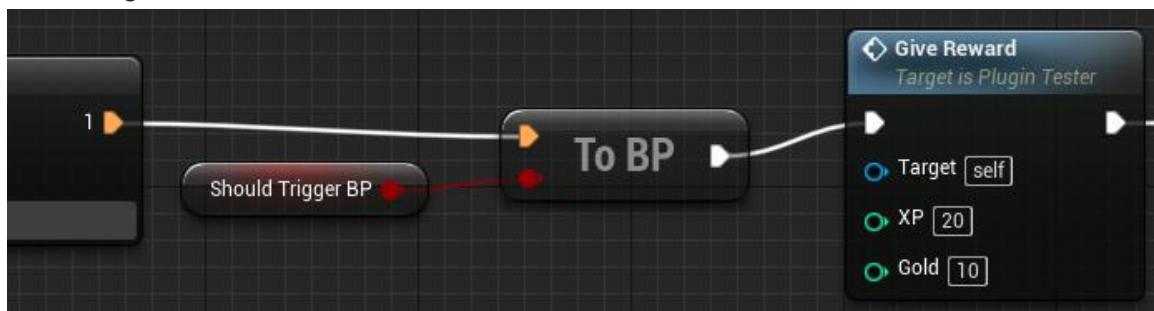 1
Should Trigger BP
To BP
Give Reward
Target is Plugin Tester
Target self
XP 20
Gold 10